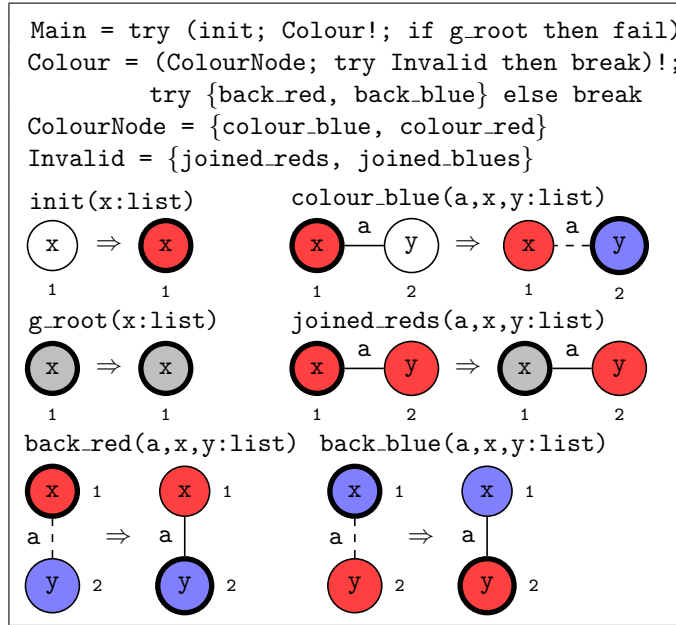 Main = try (init; Colour!; if g_root then fail)
Colour = (ColourNode; try Invalid then break)!;
try {back_red, back_blue} else break
ColourNode = {colour_blue, colour_red}
Invalid = {joined_reds, joined_blues}
init(x:list) colour_blue(a,x,y:list)
x ⇒ x x a y ⇒ x a y
1 1 1 2 1 2
g_root(x:list) joined_reds(a,x,y:list)
x ⇒ x x a y ⇒ x a y
1 1 1 2 1 2
back_red(a,x,y:list) back_blue(a,x,y:list)
x 1 x 1 x 1 x 1
a ⇒ a a ⇒ a
y 2 y 2 y 2 y 2